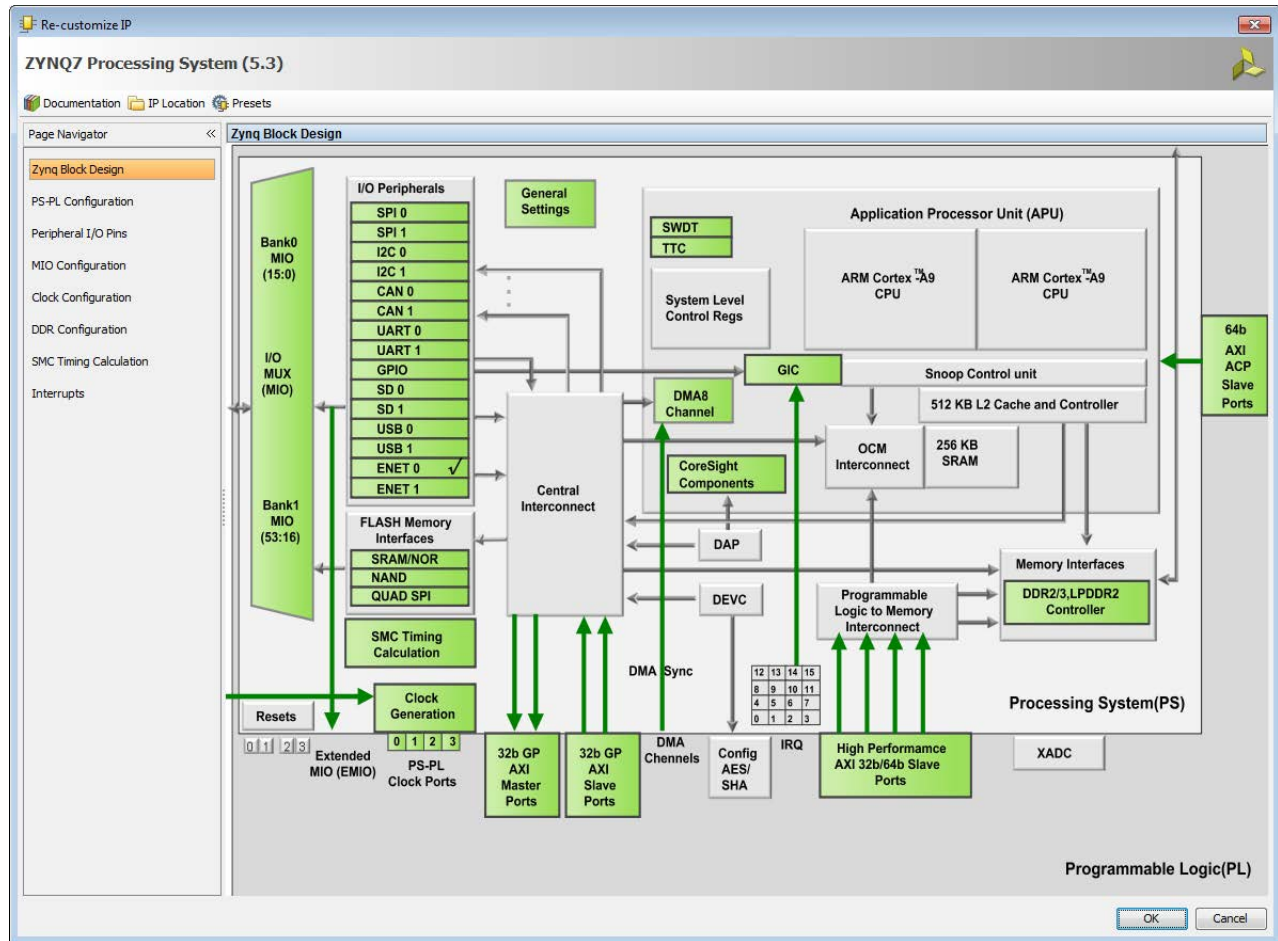 Re-customize IP
ZYNQ7 Processing System (5.3)
Documentation IP Location Presets
Page Navigator «
Zynq Block Design
PS-PL Configuration
Peripheral I/O Pins
MIO Configuration
Clock Configuration
DDR Configuration
SMC Timing Calculation
Interrupts
Zynq Block Design
Bank0
MIO
(15:0)
I/O
MUX
(MIO)
Bank1
MIO
(53:16)
I/O Peripherals
SPI 0
SPI 1
I2C 0
I2C 1
CAN 0
CAN 1
UART 0
UART 1
GPIO
SD 0
SD 1
USB 0
USB 1
ENET 0 √
ENET 1
FLASH Memory
Interfaces
SRAM/NOR
NAND
QUAD SPI
SMC Timing
Calculation
General
Settings
Central
Interconnect
Application Processor Unit (APU)
SWDT
TTC
System Level
Control Regs
ARM Cortex™-A9
CPU
ARM Cortex™-A9
CPU
GIC
Snoop Control unit
512 KB L2 Cache and Controller
DMA8
Channel
OCM
Interconnect
256 KB
SRAM
CoreSight
Components
64b
AXI
ACP
Slave
Ports
DAP
DEVC
Programmable
Logic to Memory
Interconnect
Memory Interfaces
DDR2/3,LPDDR2
Controller
DMA Sync
12 13 14 15
8 9 10 11
4 5 6 7
0 1 2 3
IRQ
Processing System(PS)
Resets
0 1 2 3
Clock
Generation
0 1 2 3
Extended
MIO (EMIO)
PS-PL
Clock Ports
32b GP
AXI
Master
Ports
32b GP
AXI
Slave
Ports
DMA
Channels
Config
AES/
SHA
High Performamce
AXI 32b/64b Slave
Ports
XADC
Programmable Logic(PL)
OK Cancel